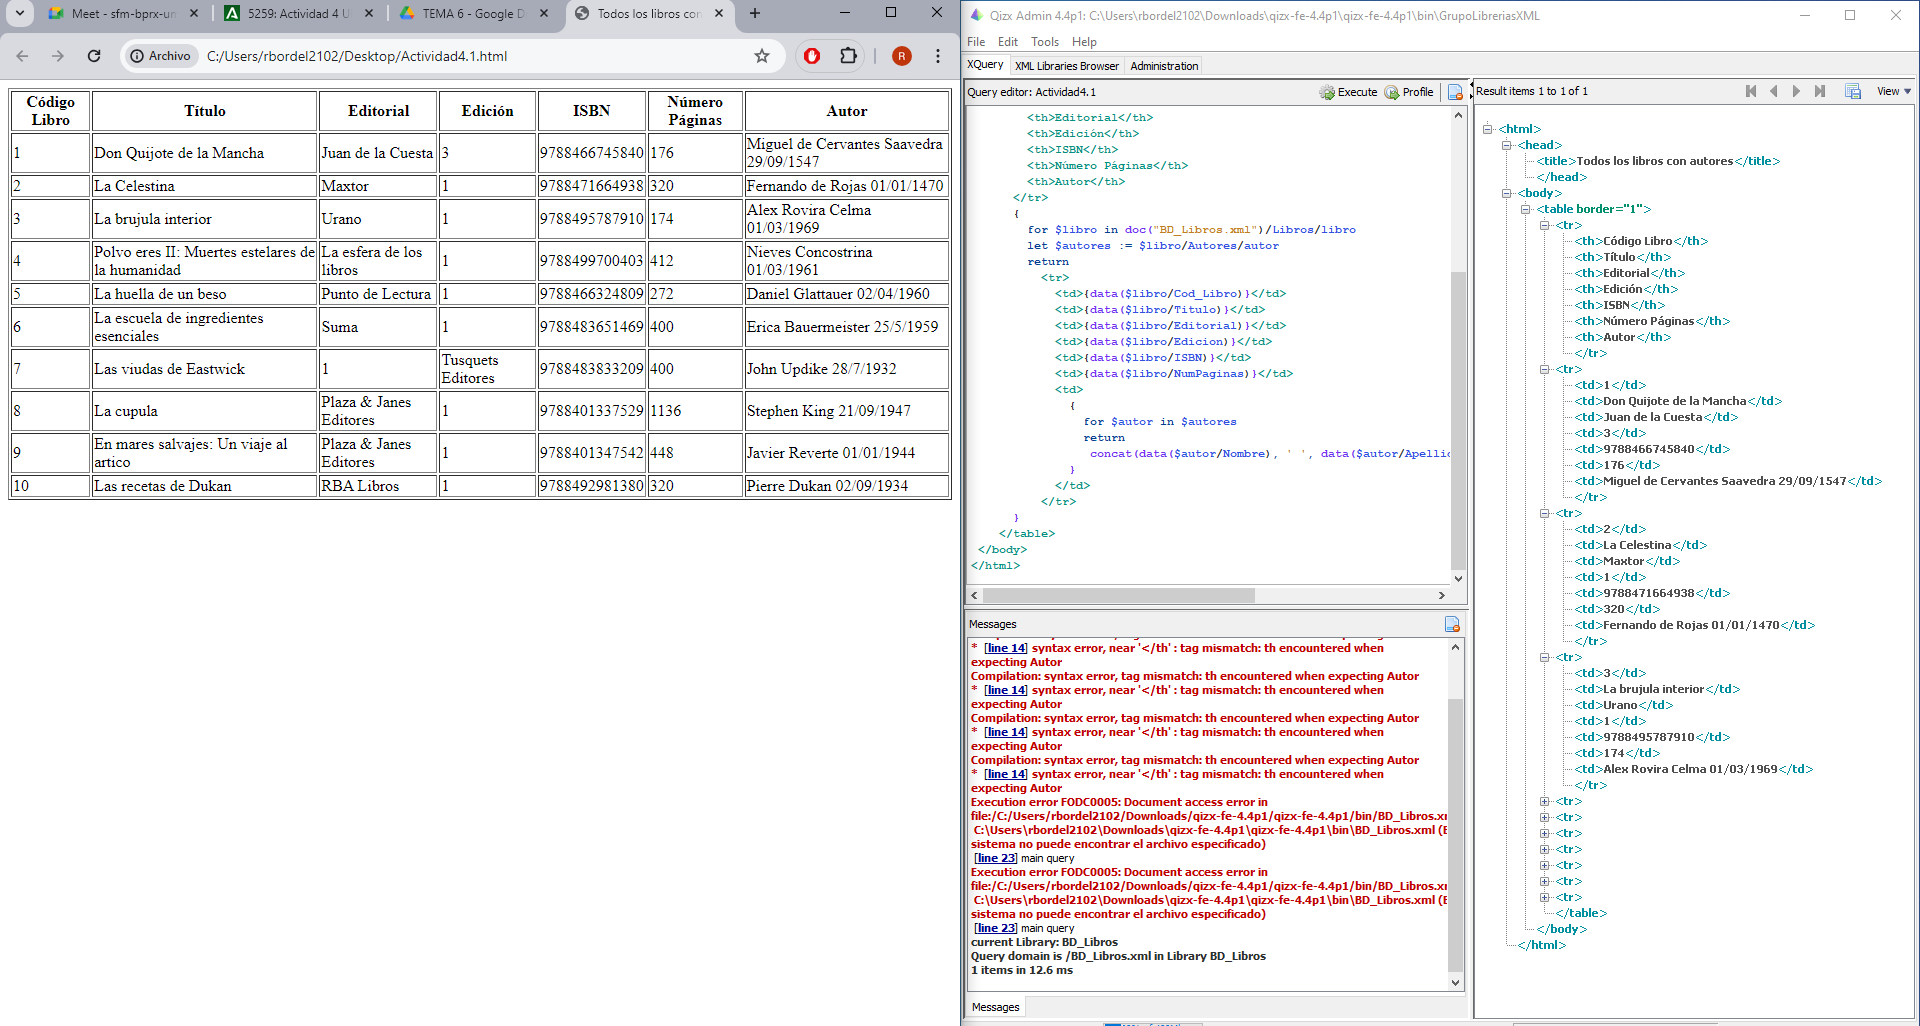 Meet - sfm-bprx-un
5259: Actividad 4 U
TEMA 6 - Google D
Todos los libros con
Archivo
C:/Users/rbordel2102/Desktop/Actividad4.1.html
R
Código Libro Título Editorial Edición ISBN Número Páginas Autor
1 Don Quijote de la Mancha Juan de la Cuesta 3 9788466745840 176 Miguel de Cervantes Saavedra 29/09/1547
2 La Celestina Maxtor 1 9788471664938 320 Fernando de Rojas 01/01/1470
3 La brujula interior Urano 1 9788495787910 174 Alex Rovira Celma 01/03/1969
4 Polvo eres II: Muertes estelares de la humanidad La esfera de los libros 1 9788499700403 412 Nieves Concostrina 01/03/1961
5 La huella de un beso Punto de Lectura 1 9788466324809 272 Daniel Glattauer 02/04/1960
6 La escuela de ingredientes esenciales Suma 1 9788483651469 400 Erica Bauermeister 25/5/1959
7 Las viudas de Eastwick 1 Tusquets Editores 9788483833209 400 John Updike 28/7/1932
8 La cupula Plaza & Janes Editores 1 9788401337529 1136 Stephen King 21/09/1947
9 En mares salvajes: Un viaje al artico Plaza & Janes Editores 1 9788401347542 448 Javier Reverte 01/01/1944
10 Las recetas de Dukan RBA Libros 1 9788492981380 320 Pierre Dukan 02/09/1934
Qizx Admin 4.4p1: C:\Users\rbordel2102\Downloads\qizx-fe-4.4p1\qizx-fe-4.4p1\bin\GrupoLibreriasXML
File Edit Tools Help
XQuery XML Libraries Browser Administration
Query editor: Actividad4.1 Execute Profile
<th>Editorial</th>
<th>Edición</th>
<th>ISBN</th>
<th>Número Páginas</th>
<th>Autor</th>
</tr>
{
for $libro in doc("BD_Libros.xml")/Libros/libro
let $autores := $libro/Autores/autor
return
<tr>
<td>{data($libro/Cod_Libro)}</td>
<td>{data($libro/Titulo)}</td>
<td>{data($libro/Editorial)}</td>
<td>{data($libro/Edicion)}</td>
<td>{data($libro/ISBN)}</td>
<td>{data($libro/NumPaginas)}</td>
<td>
{
for $autor in $autores
return
concat(data($autor/Nombre), ' ', data($autor/Apellic
}
</td>
</tr>
}
</table>
</body>
</html>
Messages
* [line 14] syntax error, near '</th' : tag mismatch: th encountered when
expecting Autor
Compilation: syntax error, tag mismatch: th encountered when expecting Autor
* [line 14] syntax error, near '</th' : tag mismatch: th encountered when
expecting Autor
Compilation: syntax error, tag mismatch: th encountered when expecting Autor
* [line 14] syntax error, near '</th' : tag mismatch: th encountered when
expecting Autor
Compilation: syntax error, tag mismatch: th encountered when expecting Autor
* [line 14] syntax error, near '</th' : tag mismatch: th encountered when
expecting Autor
Execution error FODC0005: Document access error in
file:/C:/Users/rbordel2102/Downloads/qizx-fe-4.4p1/qizx-fe-4.4p1/bin/BD_Libros.xm
C:\Users\rbordel2102\Downloads\qizx-fe-4.4p1\qizx-fe-4.4p1\bin\BD_Libros.xml (E
sistema no puede encontrar el archivo especificado)
[line 23] main query
Execution error FODC0005: Document access error in
file:/C:/Users/rbordel2102/Downloads/qizx-fe-4.4p1/qizx-fe-4.4p1/bin/BD_Libros.xm
C:\Users\rbordel2102\Downloads\qizx-fe-4.4p1\qizx-fe-4.4p1\bin\BD_Libros.xml (E
sistema no puede encontrar el archivo especificado)
[line 23] main query
current Library: BD_Libros
Query domain is /BD_Libros.xml in Library BD_Libros
1 items in 12.6 ms
Messages
Result items 1 to 1 of 1 View
<html>
<head>
<title>Todos los libros con autores</title>
</head>
<body>
<table border="1">
<tr>
<th>Código Libro</th>
<th>Título</th>
<th>Editorial</th>
<th>Edición</th>
<th>ISBN</th>
<th>Número Páginas</th>
<th>Autor</th>
</tr>
<tr>
<td>1</td>
<td>Don Quijote de la Mancha</td>
<td>Juan de la Cuesta</td>
<td>3</td>
<td>9788466745840</td>
<td>176</td>
<td>Miguel de Cervantes Saavedra 29/09/1547</td>
</tr>
<tr>
<td>2</td>
<td>La Celestina</td>
<td>Maxtor</td>
<td>1</td>
<td>9788471664938</td>
<td>320</td>
<td>Fernando de Rojas 01/01/1470</td>
</tr>
<tr>
<td>3</td>
<td>La brujula interior</td>
<td>Urano</td>
<td>1</td>
<td>9788495787910</td>
<td>174</td>
<td>Alex Rovira Celma 01/03/1969</td>
</tr>
<tr>
<tr>
<tr>
<tr>
<tr>
<tr>
<tr>
</table>
</body>
</html>